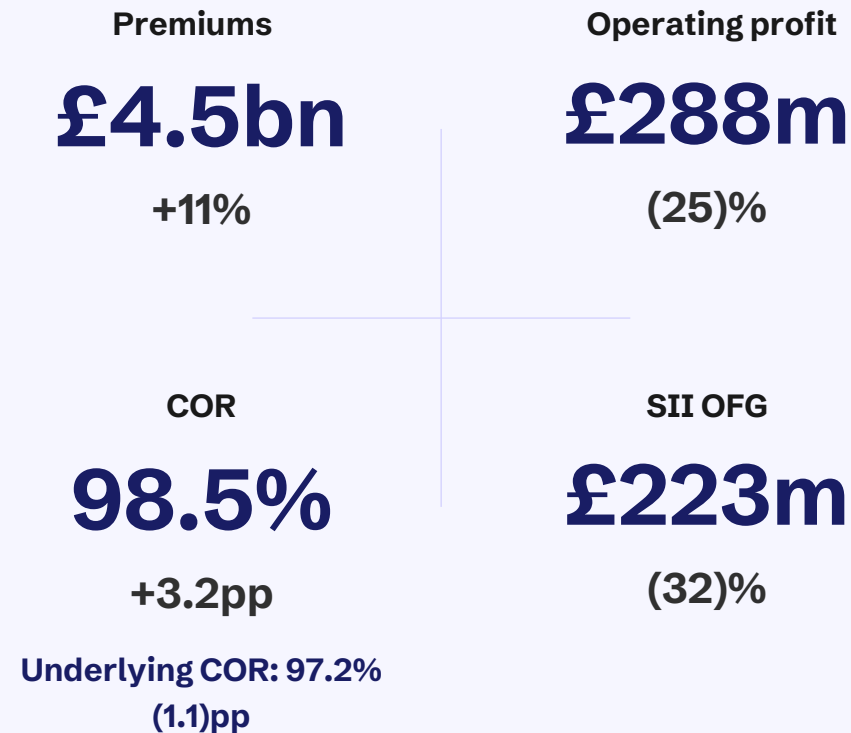 Premiums
£4.5bn
+11%
Operating profit
£288m
(25)%
COR
98.5%
+3.2pp
Underlying COR: 97.2%
(1.1)pp
SII OFG
£223m
(32)%